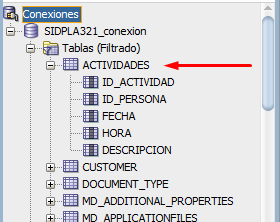 Conexiones
SIDPLA321_conexion
Tablas (Filtrado)
ACTIVIDADES
ID_ACTIVIDAD
ID_PERSONA
FECHA
HORA
DESCRIPCION
CUSTOMER
DOCUMENT_TYPE
MD_ADDITIONAL_PROPERTIES
MD_APPLICATIONFILES